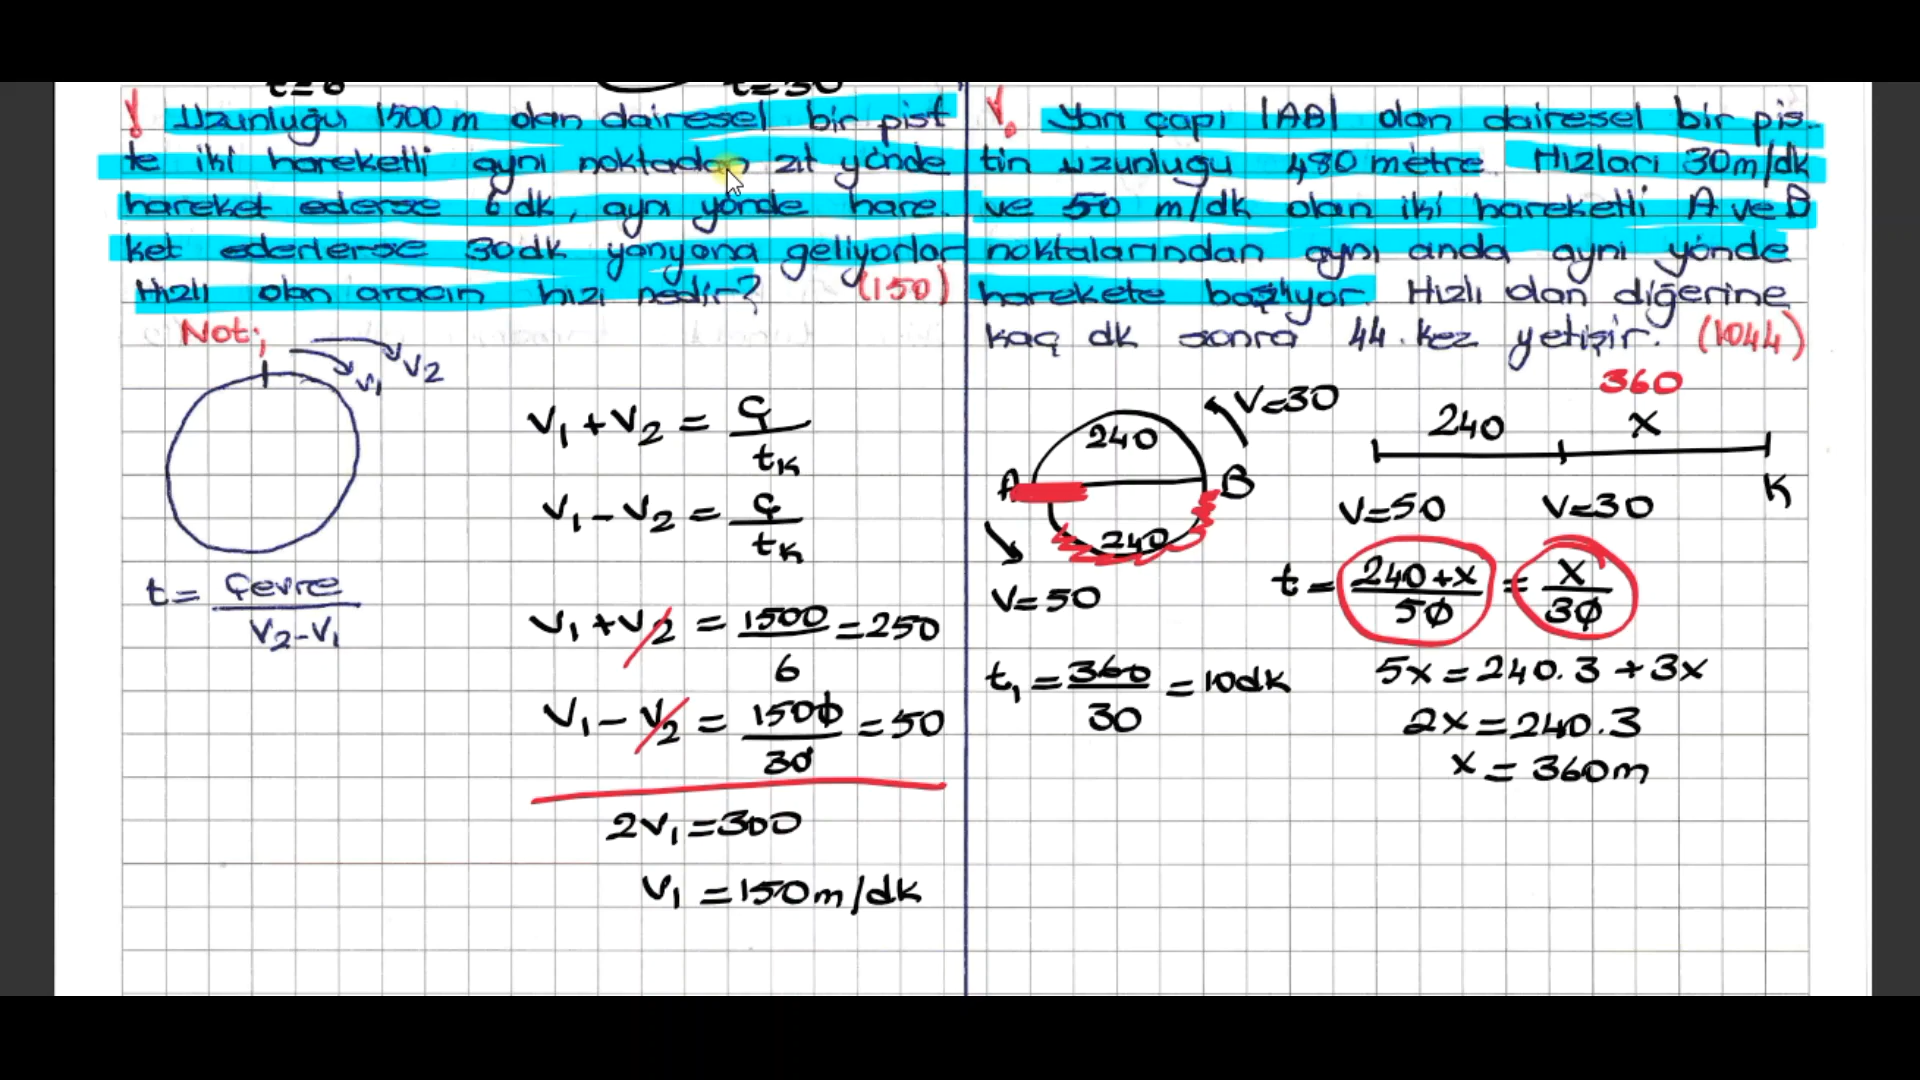 t=6
t=30
Uzunluğu 1500 m olan dairesel bir pist
te iki hareketli aynı noktadan zıt yönde
hareket ederse 6 dk, aynı yönde hare
ket ederlerse 30dk yanyana geliyorlar
Hızlı olan aracın hızı nedir? (150)
Not;
V1
V2
t = Çevre / V2-V1
V1 + V2 = Ç / tK
V1 - V2 = Ç / tK
V1 + V2 = 1500 / 6 = 250
V1 - V2 = 1500 / 30 = 50
2V1 = 300
V1 = 150m/dk
Yarı çapı |AB| olan dairesel bir pis-
tin uzunluğu 480 metre. Hızları 30m/dk
ve 50 m/dk olan iki hareketli A ve B
noktalarından aynı anda aynı yönde
harekete başlıyor. Hızlı olan diğerine
kaç dk sonra 44. kez yetişir. (1044)
V=30
240
A
B
240
V=50
t1 = 360 / 30 = 10dk
360
240
x
K
V=50
V=30
t = 240+x / 50 = x / 30
5x = 240.3 + 3x
2x = 240.3
x = 360m